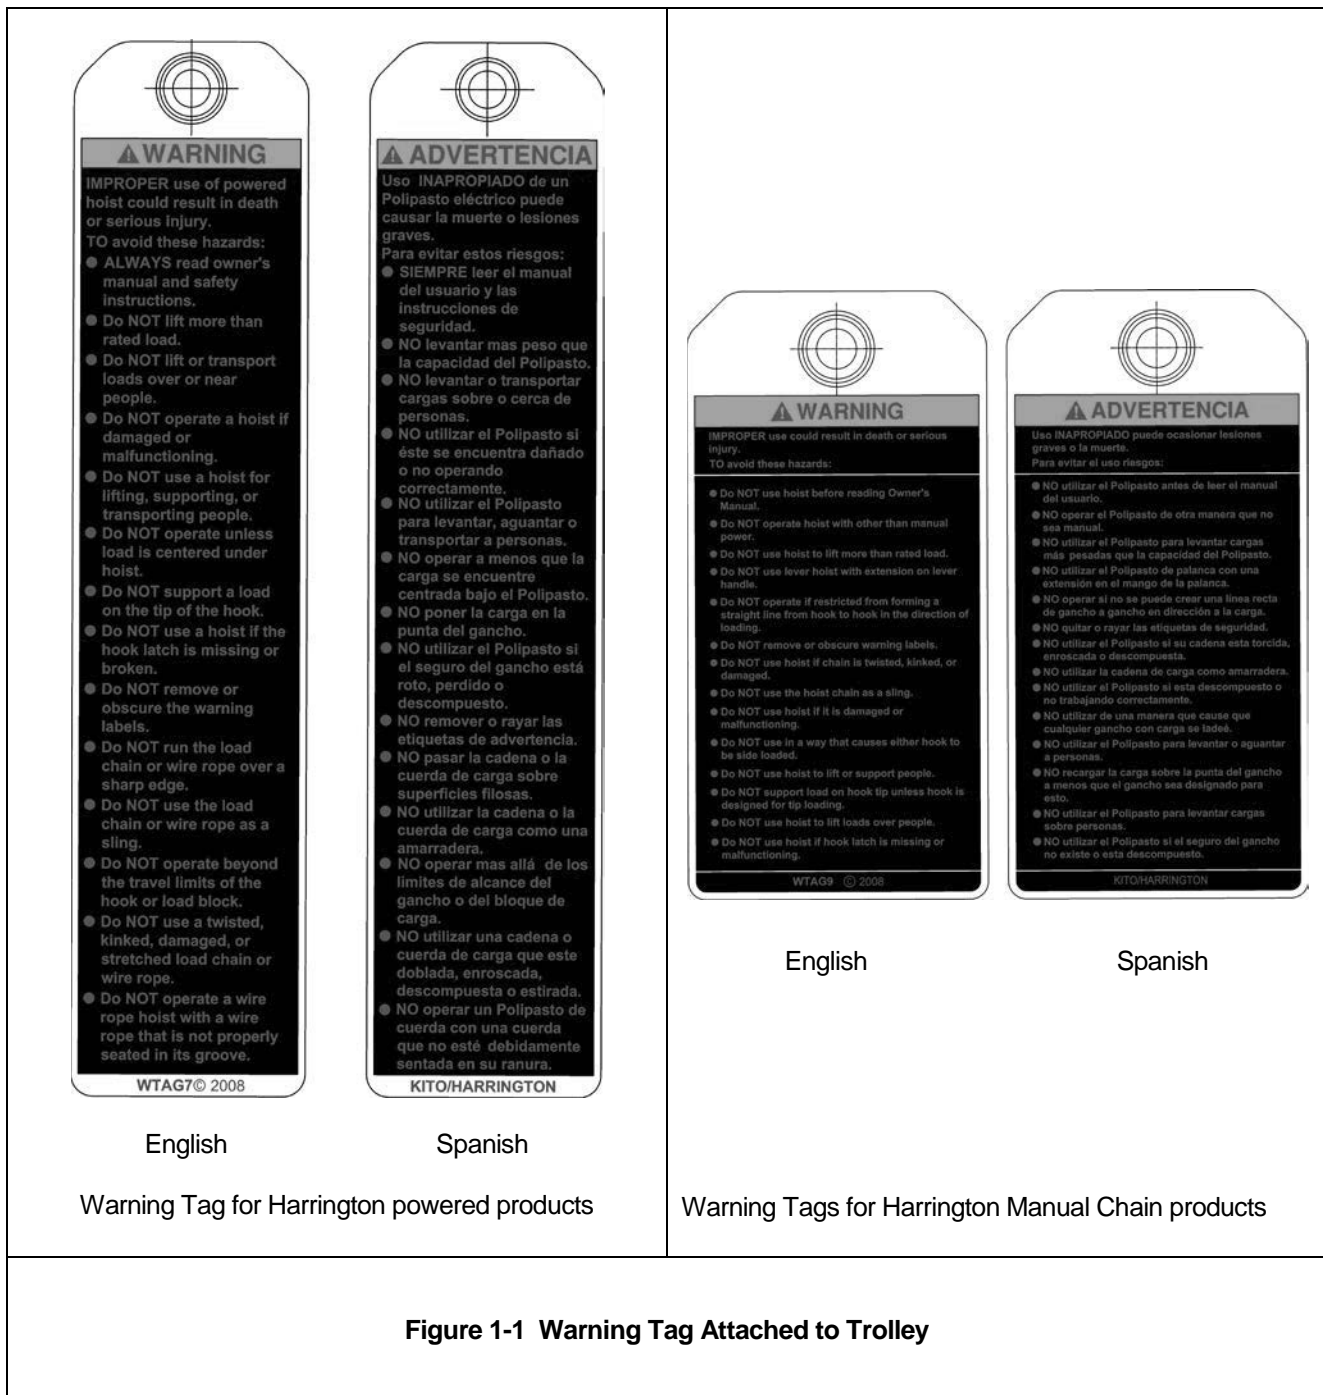 WARNING
IMPROPER use of powered
hoist could result in death
or serious injury.
TO avoid these hazards:
● ALWAYS read owner's
manual and safety
instructions.
● Do NOT lift more than
rated load.
● Do NOT lift or transport
loads over or near
people.
● Do NOT operate a hoist if
damaged or
malfunctioning.
● Do NOT use a hoist for
lifting, supporting, or
transporting people.
● Do NOT operate unless
load is centered under
hoist.
● Do NOT support a load
on the tip of the hook.
● Do NOT use a hoist if the
hook latch is missing or
broken.
● Do NOT remove or
obscure the warning
labels.
● Do NOT run the load
chain or wire rope over a
sharp edge.
● Do NOT use the load
chain or wire rope as a
sling.
● Do NOT operate beyond
the travel limits of the
hook or load block.
● Do NOT use a twisted,
kinked, damaged, or
stretched load chain or
wire rope.
● Do NOT operate a wire
rope hoist with a wire
rope that is not properly
seated in its groove.
WTAG7© 2008
English
ADVERTENCIA
Uso INAPROPIADO de un
Polipasto eléctrico puede
causar la muerte o lesiones
graves.
Para evitar estos riesgos:
● SIEMPRE leer el manual
del usuario y las
instrucciones de
seguridad.
● NO levantar mas peso que
la capacidad del Polipasto.
● NO levantar o transportar
cargas sobre o cerca de
personas.
● NO utilizar el Polipasto si
éste se encuentra dañado
o no operando
correctamente.
● NO utilizar el Polipasto
para levantar, aguantar o
transportar a personas.
● NO operar a menos que la
carga se encuentre
centrada bajo el Polipasto.
● NO poner la carga en la
punta del gancho.
● NO utilizar el Polipasto si
el seguro del gancho está
roto, perdido o
descompuesto.
● NO remover o rayar las
etiquetas de advertencia.
● NO pasar la cadena o la
cuerda de carga sobre
superficies filosas.
● NO utilizar la cadena o la
cuerda de carga como una
amarradera.
● NO operar mas allá de los
limites de alcance del
gancho o del bloque de
carga.
● NO utilizar una cadena o
cuerda de carga que este
doblada, enroscada,
descompuesta o estirada.
● NO operar un Polipasto de
cuerda con una cuerda
que no esté debidamente
sentada en su ranura.
KITO/HARRINGTON
Spanish
Warning Tag for Harrington powered products
WARNING
IMPROPER use could result in death or serious
injury.
TO avoid these hazards:
● Do NOT use hoist before reading Owner's
Manual.
● Do NOT operate hoist with other than manual
power.
● Do NOT use hoist to lift more than rated load.
● Do NOT use lever hoist with extension on lever
handle.
● Do NOT operate if restricted from forming a
straight line from hook to hook in the direction of
loading.
● Do NOT remove or obscure warning labels.
● Do NOT use hoist if chain is twisted, kinked, or
damaged.
● Do NOT use the hoist chain as a sling.
● Do NOT use hoist if it is damaged or
malfunctioning.
● Do NOT use in a way that causes either hook to
be side loaded.
● Do NOT use hoist to lift or support people.
● Do NOT support load on hook tip unless hook is
designed for tip loading.
● Do NOT use hoist to lift loads over people.
● Do NOT use hoist if hook latch is missing or
malfunctioning.
WTAG9 © 2008
English
ADVERTENCIA
Uso INAPROPIADO puede ocasionar lesiones
graves o la muerte.
Para evitar el uso riesgos:
● NO utilizar el Polipasto antes de leer el manual
del usuario.
● NO operar el Polipasto de otra manera que no
sea manual.
● NO utilizar el Polipasto para levantar cargas
más pesadas que la capacidad del Polipasto.
● NO utilizar el Polipasto de palanca con una
extensión en el mango de la palanca.
● NO operar si no se puede crear una linea recta
de gancho a gancho en dirección a la carga.
● NO quitar o rayar las etiquetas de seguridad.
● NO utilizar el Polipasto si su cadena esta torcida,
enroscada o descompuesta.
● NO utilizar la cadena de carga como amarradera.
● NO utilizar el Polipasto si esta descompuesto o
no trabajando correctamente.
● NO utilizar de una manera que cause que
cualquier gancho con carga se ladeé.
● NO utilizar el Polipasto para levantar o aguantar
a personas.
● NO recargar la carga sobre la punta del gancho
a menos que el gancho sea designado para
esto.
● NO utilizar el Polipasto para levantar cargas
sobre personas.
● NO utilizar el Polipasto si el seguro del gancho
no existe o esta descompuesto.
KITO/HARRINGTON
Spanish
Warning Tags for Harrington Manual Chain products
Figure 1-1 Warning Tag Attached to Trolley